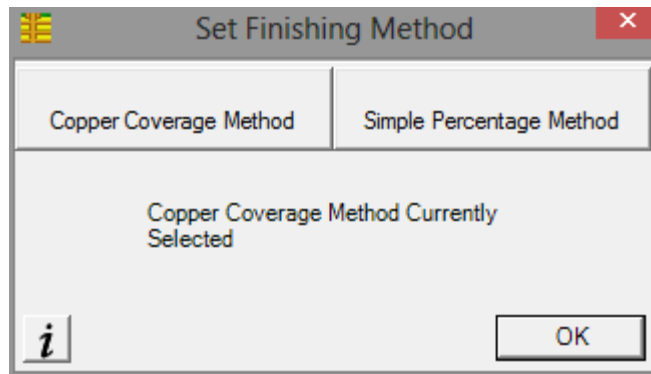 Set Finishing Method
Copper Coverage Method
Simple Percentage Method
Copper Coverage Method Currently
Selected
i
OK